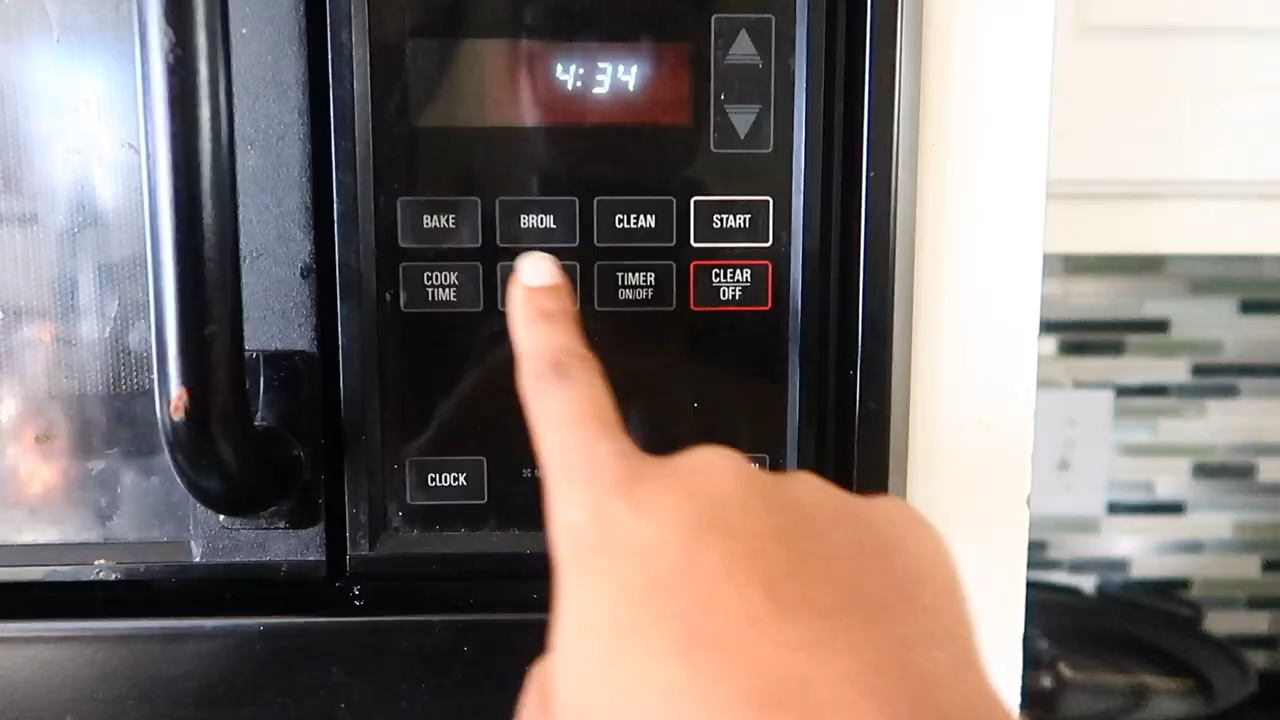 4:34
BAKE
BROIL
CLEAN
START
COOK
TIME
TIMER
ON/OFF
CLEAR
OFF
CLOCK